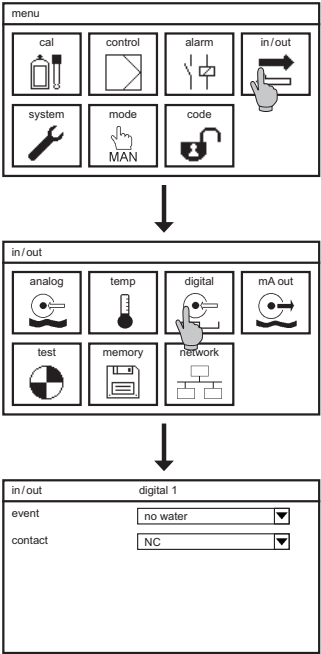 menu
cal control alarm in/out
system mode code
MAN
in/out
analog temp digital mA out
test memory network
in/out digital 1
event no water
contact NC